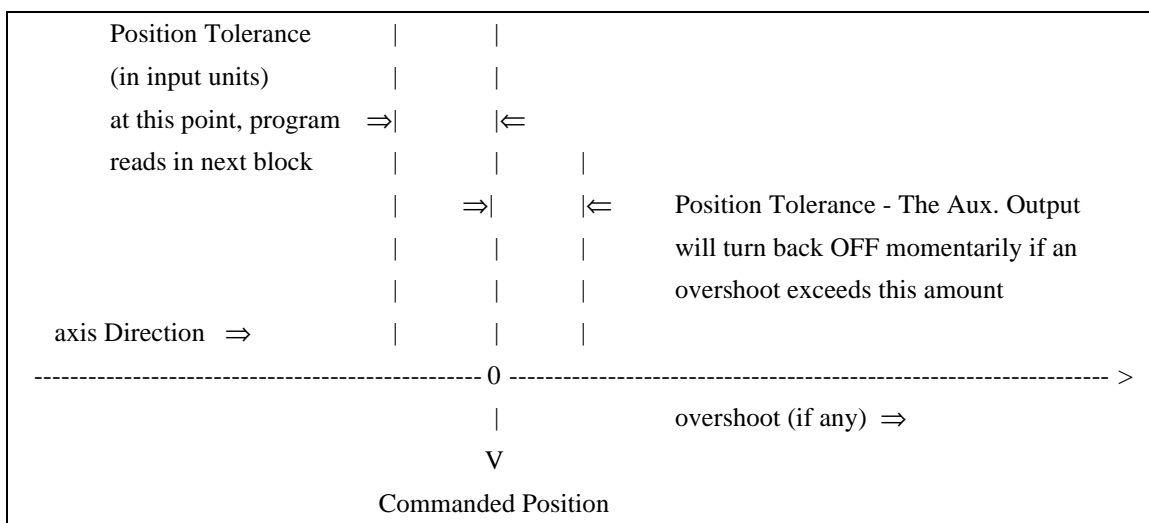 Position Tolerance | |
(in input units) | |
at this point, program ⇒| |⇐
reads in next block | | |
| ⇒| |⇐ Position Tolerance - The Aux. Output
| | | will turn back OFF momentarily if an
| | | overshoot exceeds this amount
axis Direction ⇒ | | |
-------------------------------------------------- 0 ------------------------------------------------------------------- >
| overshoot (if any) ⇒
V
Commanded Position